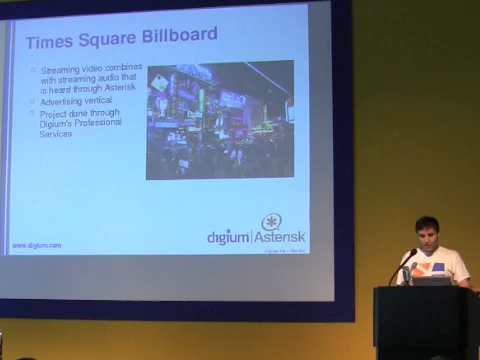 Times Square Billboard
Streaming video combines
with streaming audio that
is heard through Asterisk
Advertising vertical
Project done through
Digium's Professional
Services
digium | Asterisk
www.digium.com